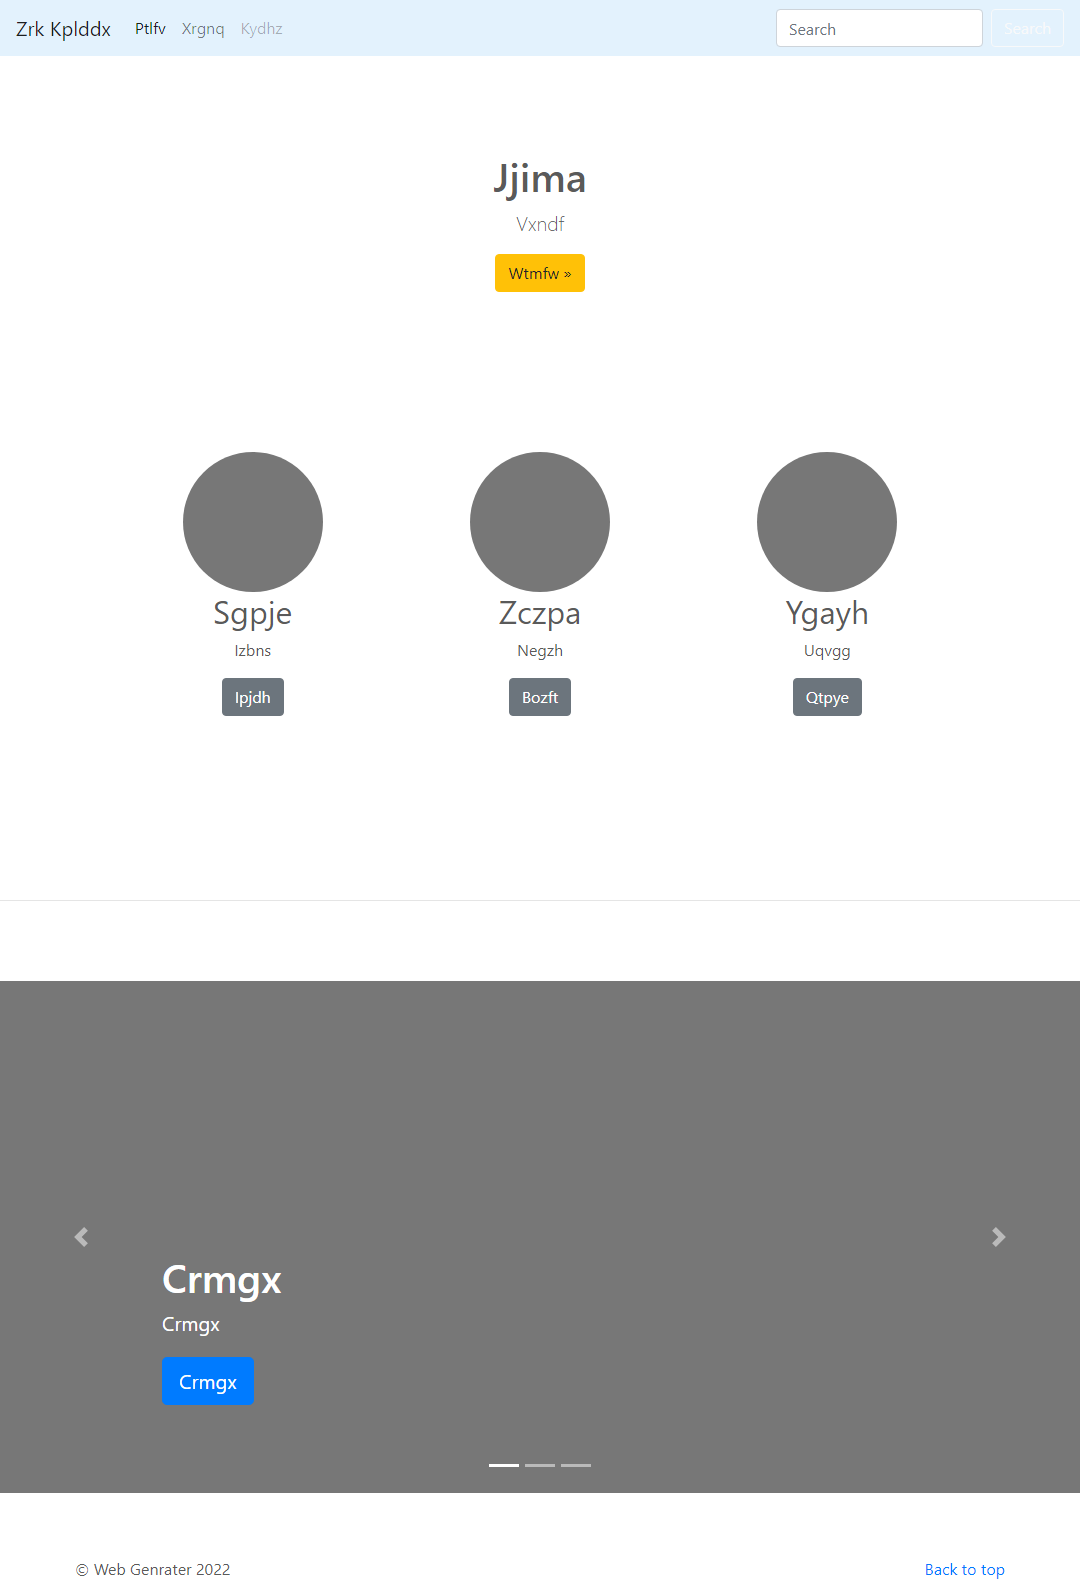 Zrk Kplddx Ptlfv Xrgnq Kydhz Search Search
Jjima
Vxndf
Wtmfw »
Sgpje Zczpa Ygayh
Izbns Negzh Uqvgg
Ipjdh Bozft Qtpye
Crmgx
Crmgx
Crmgx
© Web Genrater 2022 Back to top